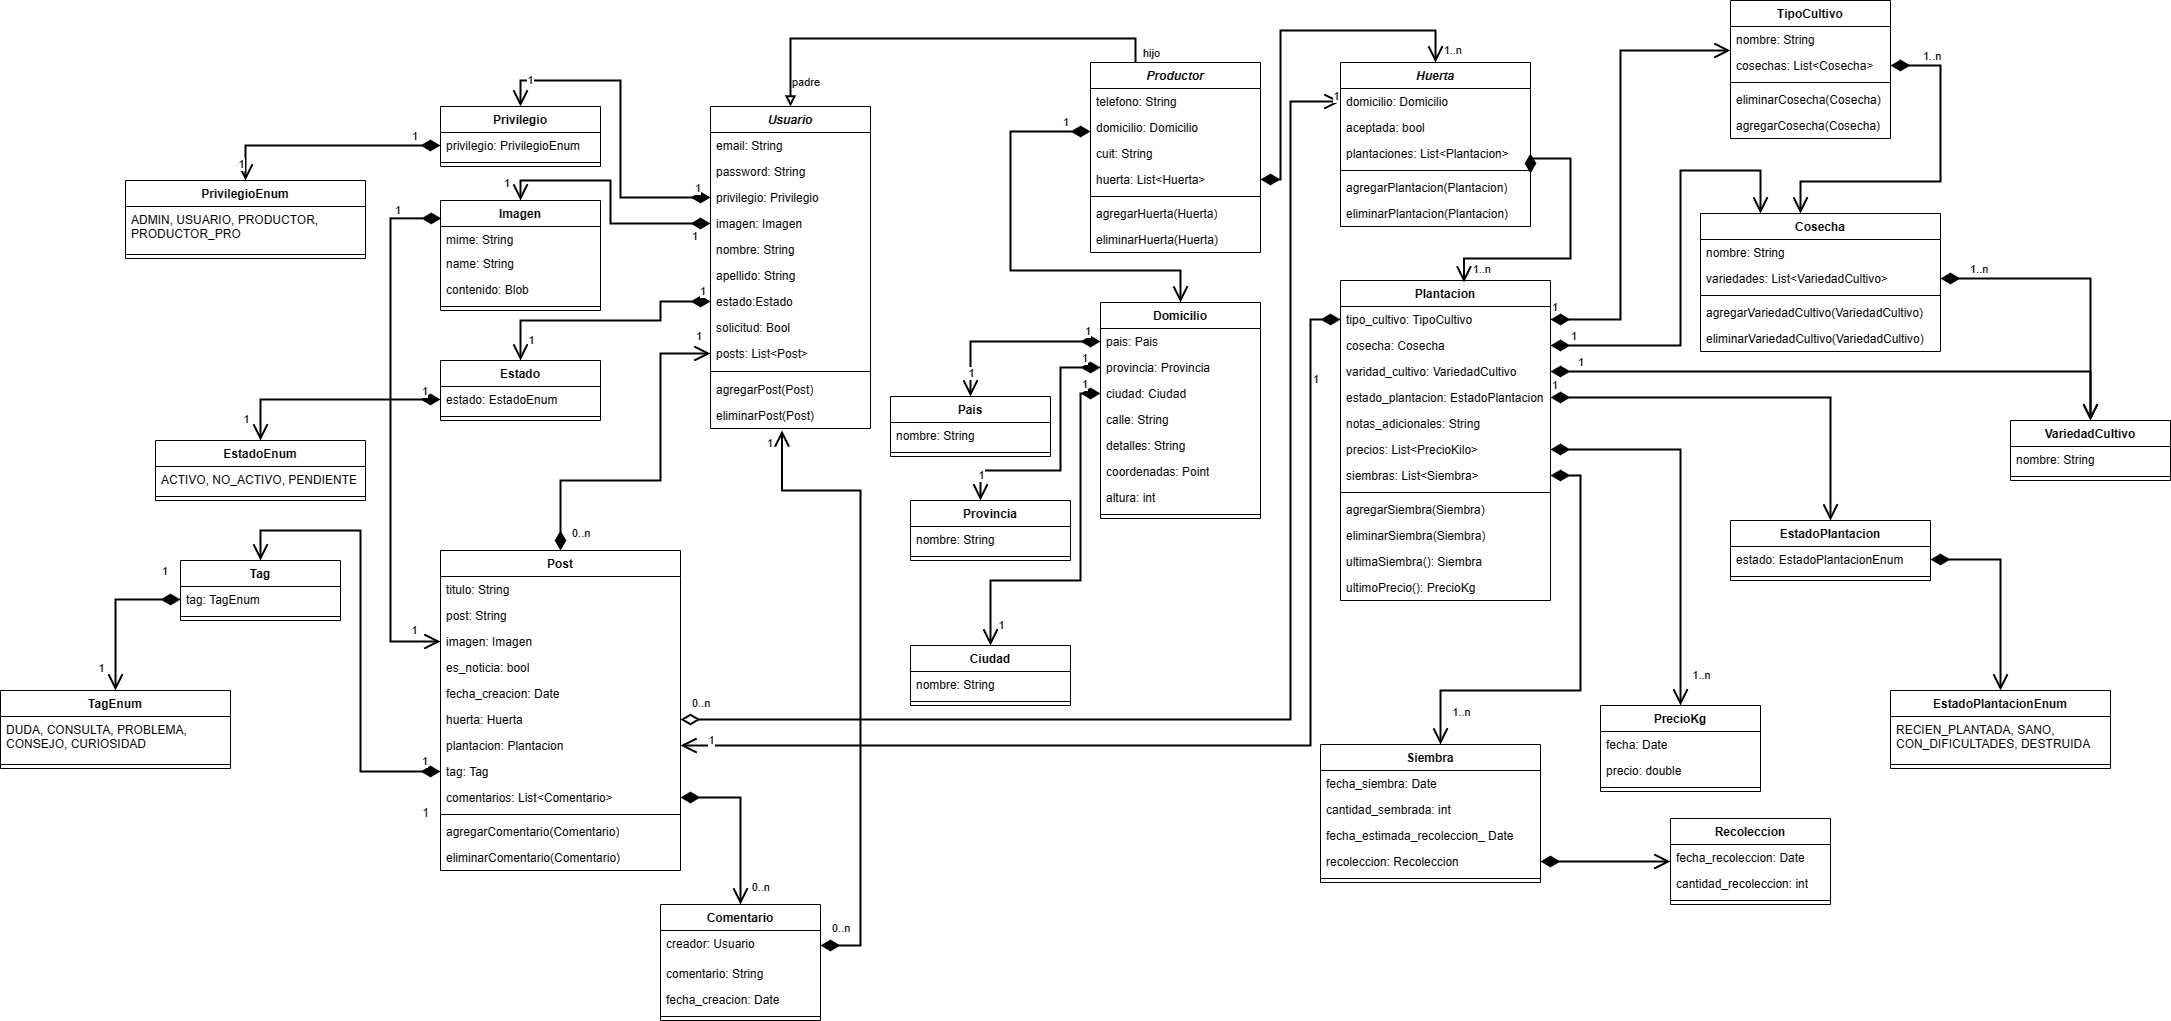 TipoCultivo
nombre: String
cosechas: List<Cosecha>
eliminarCosecha(Cosecha)
agregarCosecha(Cosecha)
1..n
hijo
padre
1..n
Productor
telefono: String
domicilio: Domicilio
cuit: String
huerta: List<Huerta>
agregarHuerta(Huerta)
eliminarHuerta(Huerta)
1
Huerta
domicilio: Domicilio
aceptada: bool
plantaciones: List<Plantacion>
agregarPlantacion(Plantacion)
eliminarPlantacion(Plantacion)
1
1..n
1
Privilegio
privilegio: PrivilegioEnum
1
1
PrivilegioEnum
ADMIN, USUARIO, PRODUCTOR,
PRODUCTOR_PRO
Usuario
email: String
password: String
privilegio: Privilegio
imagen: Imagen
nombre: String
apellido: String
estado:Estado
solicitud: Bool
posts: List<Post>
agregarPost(Post)
eliminarPost(Post)
1
1
1
1
1
1
1
Imagen
mime: String
name: String
contenido: Blob
1
Estado
estado: EstadoEnum
1
1
EstadoEnum
ACTIVO, NO_ACTIVO, PENDIENTE
Cosecha
nombre: String
variedades: List<VariedadCultivo>
agregarVariedadCultivo(VariedadCultivo)
eliminarVariedadCultivo(VariedadCultivo)
1..n
Domicilio
pais: Pais
provincia: Provincia
ciudad: Ciudad
calle: String
detalles: String
coordenadas: Point
altura: int
1
1
1
1
Pais
nombre: String
1
Provincia
nombre: String
1
Ciudad
nombre: String
Plantacion
tipo_cultivo: TipoCultivo
cosecha: Cosecha
varidad_cultivo: VariedadCultivo
estado_plantacion: EstadoPlantacion
notas_adicionales: String
precios: List<PrecioKilo>
siembras: List<Siembra>
agregarSiembra(Siembra)
eliminarSiembra(Siembra)
ultimaSiembra(): Siembra
ultimoPrecio(): PrecioKg
1
1
1
1
1
VariedadCultivo
nombre: String
EstadoPlantacion
estado: EstadoPlantacionEnum
EstadoPlantacionEnum
RECIEN_PLANTADA, SANO,
CON_DIFICULTADES, DESTRUIDA
0..n
Post
titulo: String
post: String
imagen: Imagen
es_noticia: bool
fecha_creacion: Date
huerta: Huerta
plantacion: Plantacion
tag: Tag
comentarios: List<Comentario>
agregarComentario(Comentario)
eliminarComentario(Comentario)
1
1
1
0..n
1
1
Tag
tag: TagEnum
1
TagEnum
DUDA, CONSULTA, PROBLEMA,
CONSEJO, CURIOSIDAD
1..n
PrecioKg
fecha: Date
precio: double
1..n
Siembra
fecha_siembra: Date
cantidad_sembrada: int
fecha_estimada_recoleccion_ Date
recoleccion: Recoleccion
Recoleccion
fecha_recoleccion: Date
cantidad_recoleccion: int
0..n
Comentario
creador: Usuario
comentario: String
fecha_creacion: Date
0..n